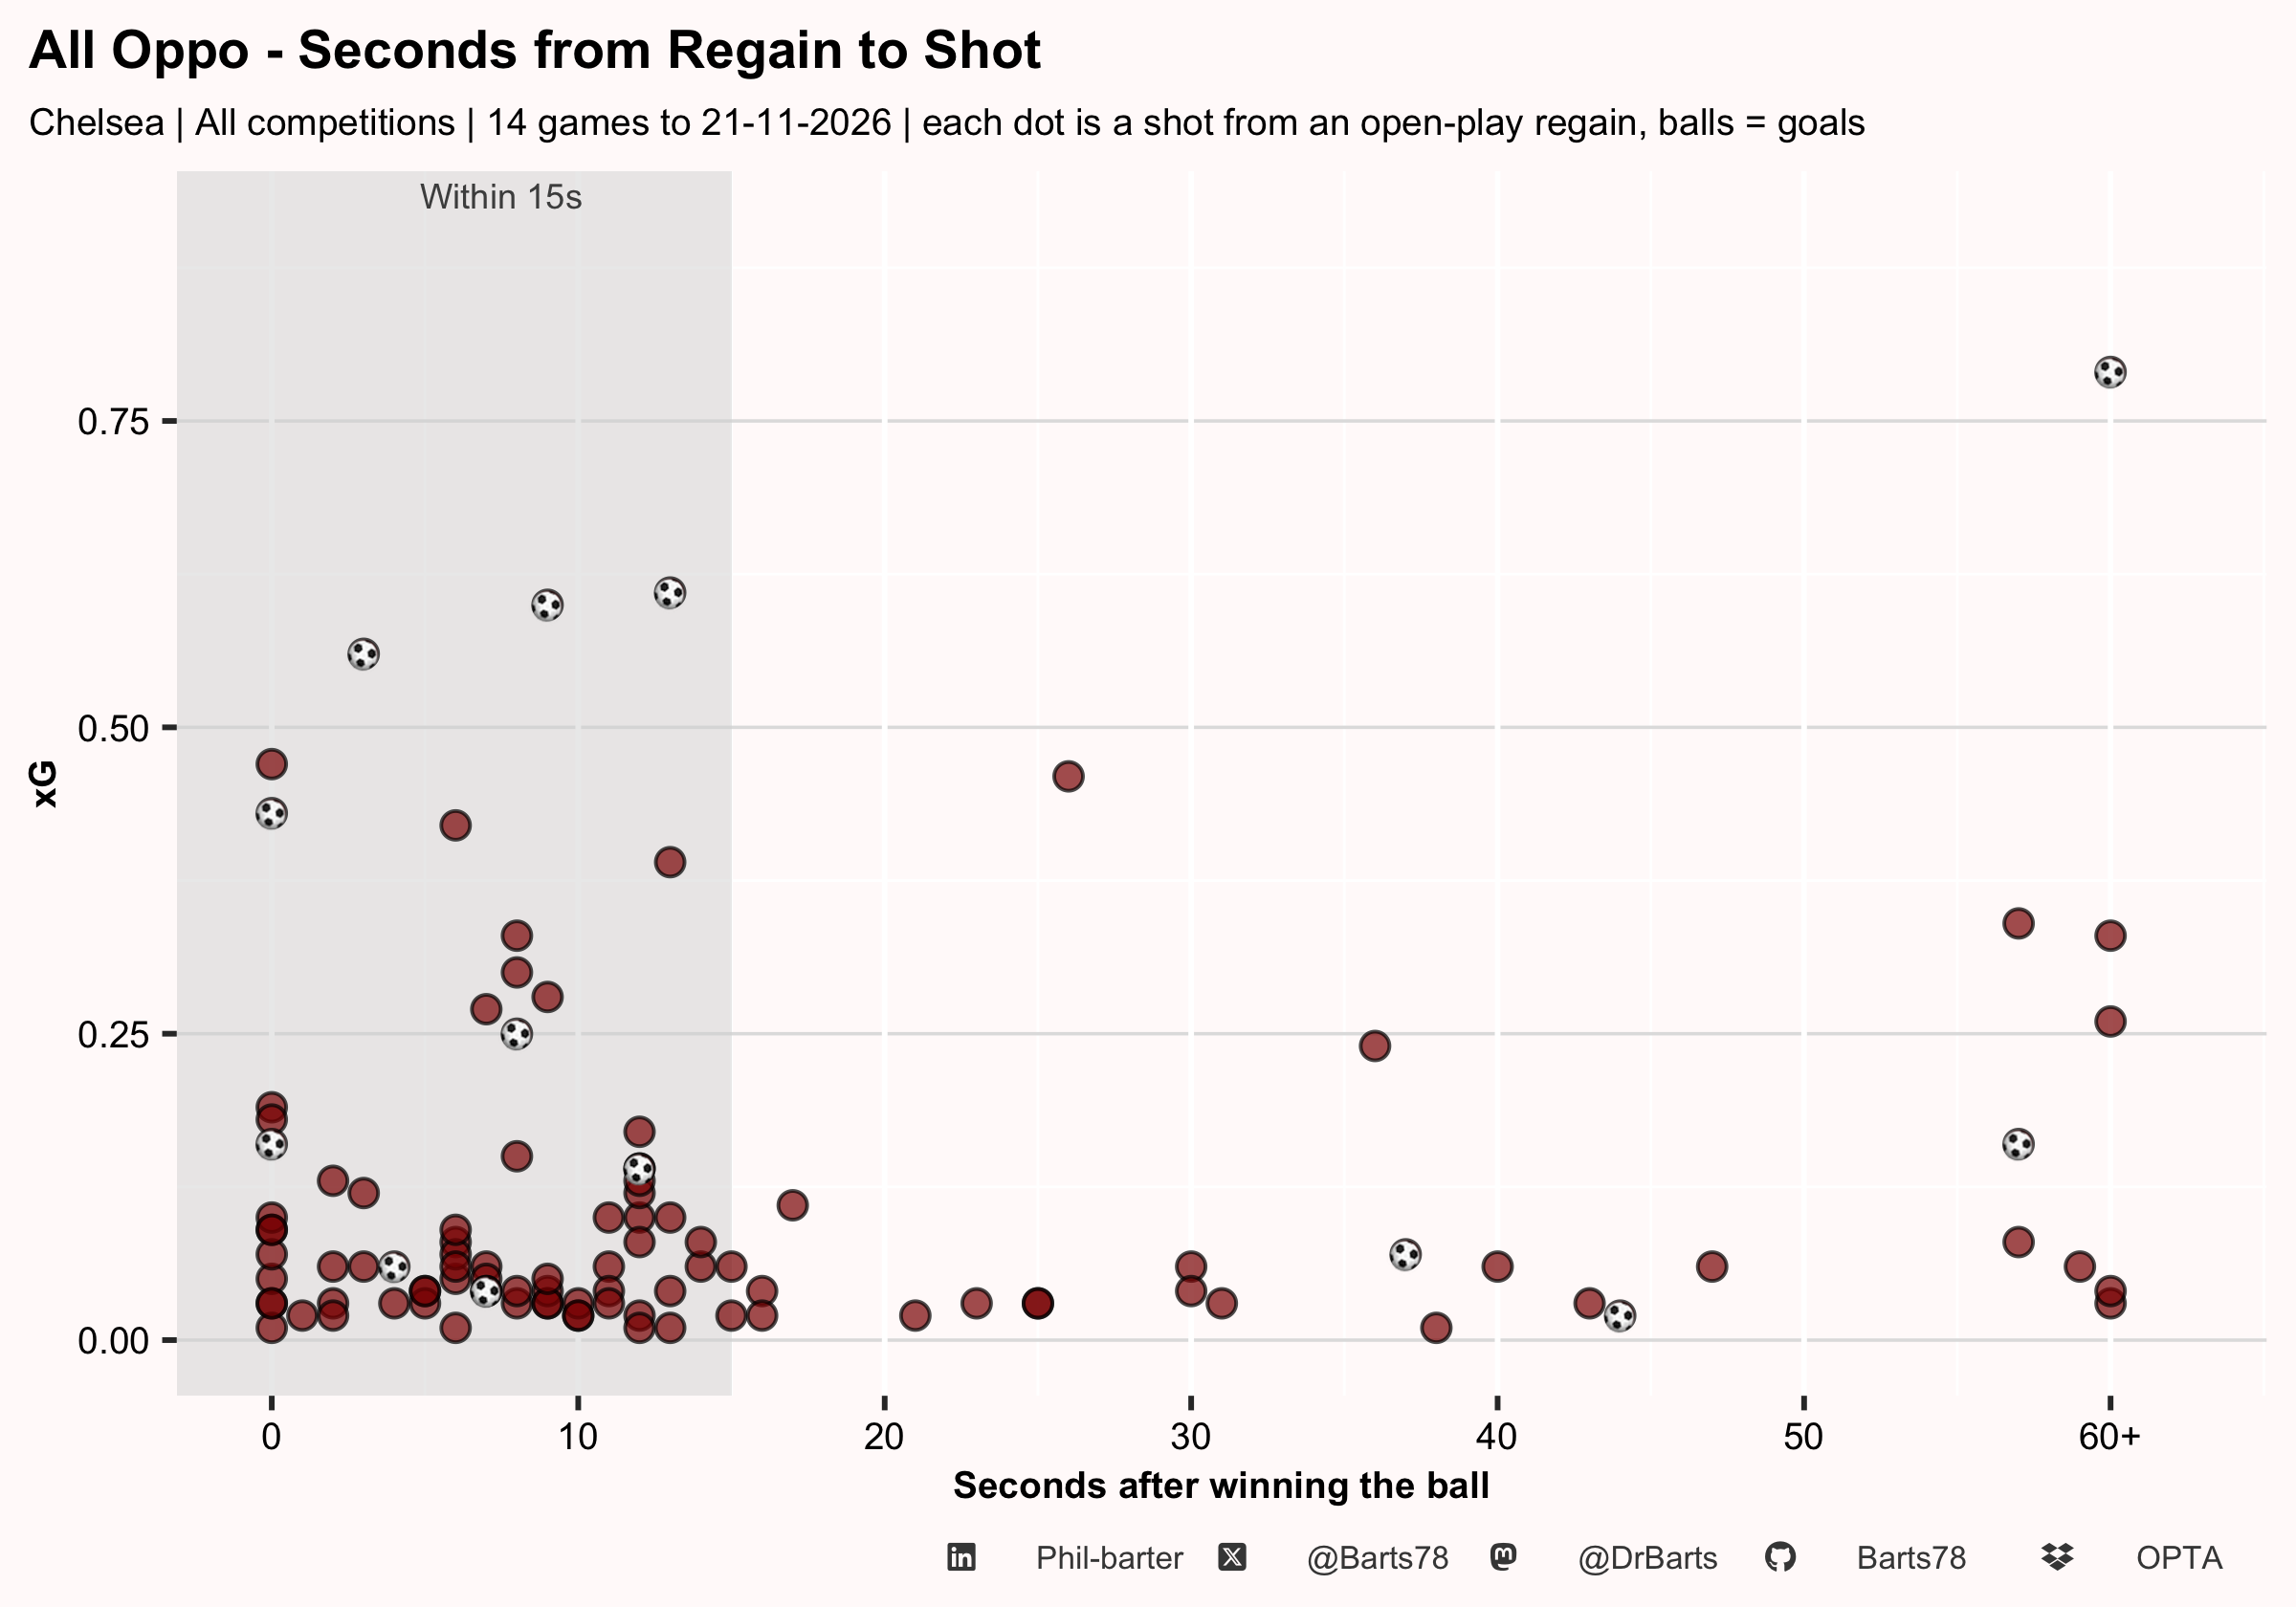 All Oppo - Seconds from Regain to Shot
Chelsea | All competitions | 14 games to 21-11-2026 | each dot is a shot from an open-play regain, balls = goals
Within 15s
0.75
0.50
0.25
0.00
xG
0 10 20 30 40 50 60+
Seconds after winning the ball
Phil-barter @Barts78 @DrBarts Barts78 OPTA